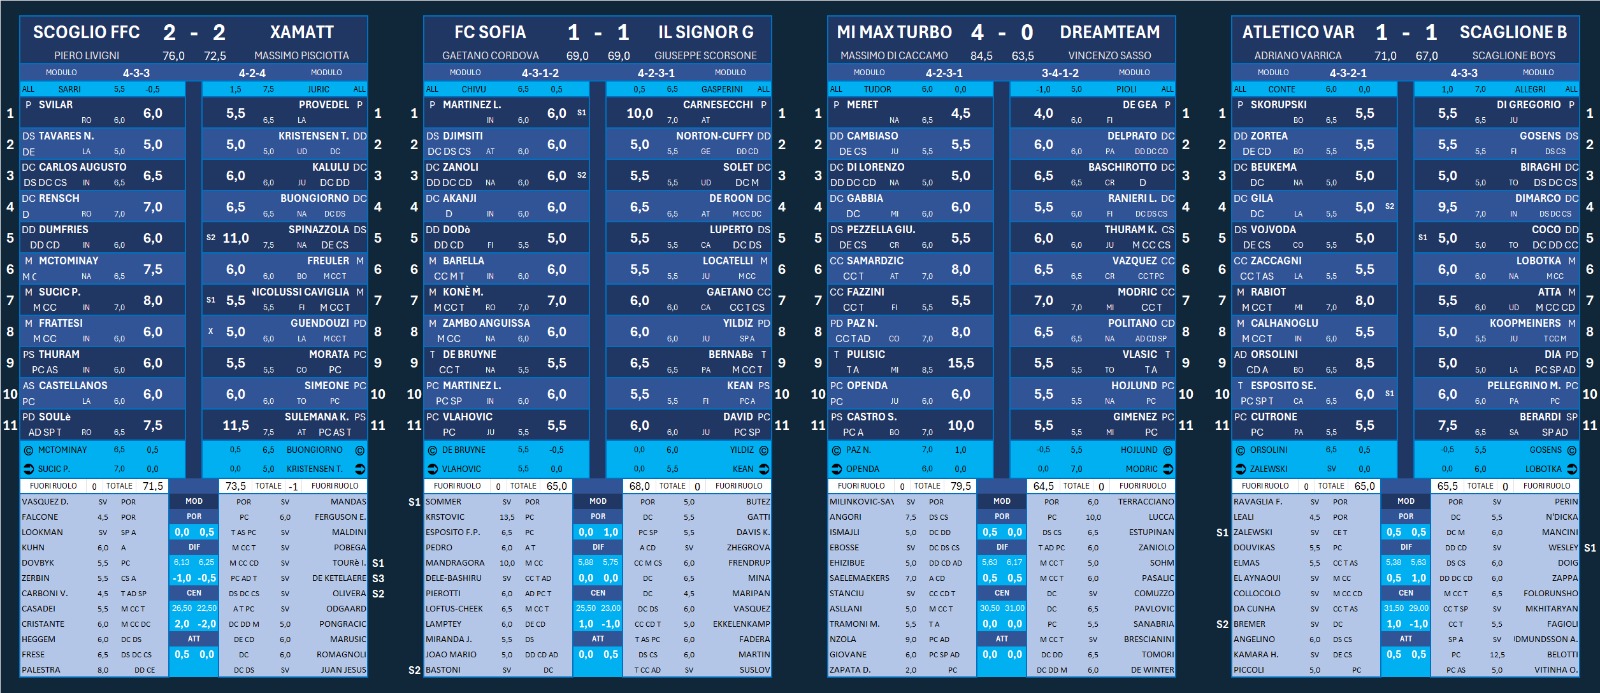 SCOGLIO FFC 2 - 2 XAMATT
PIERO LIVIGNI 76,0 72,5 MASSIMO PISCIOTTA
MODULO 4-3-3 4-2-4 MODULO
ALL SARRI 5,5 -0,5 1,5 7,5 JURIC ALL
1 P SVILAR RO 6,0 6,0 5,5 5,5 LA PROVEDEL P 1
2 DS TAVARES N. DE LA 5,0 5,0 5,0 5,0 UD DC KRISTENSEN T. DD 2
3 DC CARLOS AUGUSTO DS DC CS IN 6,5 6,5 6,0 6,0 JU DC DD KALULU DC 3
4 DC RENSCH D RO 7,0 7,0 6,5 6,5 NA DC DS BUONGIORNO DC 4
5 DD DUMFRIES DD CD IN 6,0 6,0 S2 11,0 7,5 NA DE CS SPINAZZOLA DS 5
6 M MCTOMINAY M C NA 6,5 7,5 6,0 6,0 BO M CC T FREULER M 6
7 M SUCIC P. M CC IN 7,0 8,0 S1 5,5 5,5 FI M CC T NICOLUSSI CAVIGLIA M 7
8 M FRATTESI M CC IN 6,0 6,0 X 5,0 LA M CC T GUENDOUZI PD 8
9 PS THURAM PC AS IN 6,0 6,0 5,5 5,5 CO PC MORATA PC 9
10 AS CASTELLANOS PC LA 6,0 6,0 6,0 6,0 TO PC SIMEONE PC 10
11 PD SOULè AD SP T RO 6,5 7,5 11,5 7,5 AT PC AS T SULEMANA K. PS 11
© MCTOMINAY 6,5 -0,5 0,5 6,5 BUONGIORNO ©
SUCIC P. 7,0 0,0 0,0 5,0 KRISTENSEN T.
FUORI RUOLO 0 TOTALE 71,5 73,5 TOTALE -1 FUORI RUOLO
VASQUEZ D. SV POR MOD POR SV MANDAS
FALCONE 4,5 POR POR PC 6,0 FERGUSON E.
LOOKMAN SV SP A 0,0 0,5 T AS PC SV MALDINI
KUHN 6,0 A DIF M CC T SV POBEGA
DOVBYK 5,5 PC 6,13 6,25 M CC CD SV TOURè I. S1
ZERBIN 5,5 CS A -1,0 -0,5 PC AD T SV DE KETELAERE S3
CARBONI V. 4,5 T AD SP CEN DS DC CS SV OLIVERA S2
CASADEI 5,5 M CC T 26,50 22,50 A T PC SV ODGAARD
CRISTANTE 6,0 M CC DC 2,0 -2,0 DC DD M 5,0 PONGRACIC
HEGGEM 6,0 DC DS ATT DE CD 6,0 MARUSIC
FRESE 6,5 DS DC CS 0,5 0,0 DC 6,0 ROMAGNOLI
PALESTRA 8,0 DD CE DC DS SV JUAN JESUS
FC SOFIA 1 - 1 IL SIGNOR G
GAETANO CORDOVA 69,0 69,0 GIUSEPPE SCORSONE
MODULO 4-3-1-2 4-2-3-1 MODULO
ALL CHIVU 6,5 0,0 0,5 6,5 GASPERINI ALL
1 P MARTINEZ L. IN 6,0 6,0 S1 10,0 7,0 AT CARNESECCHI P 1
2 DS DJIMSITI DC DS CS AT 6,0 6,0 5,0 5,5 GE DD CD NORTON-CUFFY DD 2
3 DC ZANOLI DD DC CD NA 6,0 6,0 S2 5,5 5,5 UD DC M SOLET DC 3
4 DC AKANJI D IN 6,0 6,0 6,5 6,5 AT M CC DC DE ROON DC 4
5 DD DODò DD CD FI 5,5 5,5 5,5 5,5 CA DC DS LUPERTO DS 5
6 M BARELLA CC M T IN 6,0 6,0 5,5 5,5 JU M CC LOCATELLI M 6
7 M KONÈ M. M CC RO 7,0 7,0 6,0 6,0 CA CC T CS GAETANO CC 7
8 M ZAMBO ANGUISSA M CC NA 6,0 6,0 6,0 6,0 JU SP A YILDIZ PD 8
9 T DE BRUYNE CC T NA 5,5 5,5 6,5 6,5 PA M CC T BERNABè T 9
10 PC MARTINEZ L. PC SP IN 6,0 6,0 5,5 5,5 FI PC A KEAN PS 10
11 PC VLAHOVIC PC JU 5,5 5,5 6,0 6,0 JU PC SP DAVID PC 11
© DE BRUYNE 5,5 0,0 0,0 6,0 YILDIZ ©
VLAHOVIC 5,5 0,0 0,0 5,5 KEAN
FUORI RUOLO 0 TOTALE 65,0 68,0 TOTALE 0 FUORI RUOLO
S1 SOMMER SV POR MOD POR 5,0 BUTEZ
KRSTOVIC 13,5 PC POR DC 5,5 GATTI
ESPOSITO F.P. 6,5 PC 0,0 1,0 PC SP 5,5 DAVIS K.
PEDRO 6,0 A T DIF A CD SV ZHEGROVA
MANDRAGORA 10,0 M CC 5,88 5,75 CC M CS SV FRENDRUP
DELE-BASHIRU SV CC T AD 0,0 0,0 DC 6,5 MINA
PIEROTTI 6,0 AD PC T CEN DC 4,5 MARIPAN
LOFTUS-CHEEK 6,5 M CC T 25,50 23,00 DC DS 6,0 VASQUEZ
LAMPTEY SV DE CD 1,0 -1,0 CC CD T 5,5 EKKELENKAMP
MIRANDA J. 5,5 DS ATT T AS PC 6,0 FADERA
JOAO MARIO 5,0 DD CD AD 0,0 0,5 DC DS 6,5 MARTIN
S2 BASTONI SV DC DS T CC AD SV SUSLOV
MI MAX TURBO 4 - 0 DREAMTEAM
MASSIMO DI CACCAMO 84,5 63,5 VINCENZO SASSO
MODULO 4-2-3-1 3-4-1-2 MODULO
ALL TUDOR 6,0 0,0 -1,0 5,0 PIOLI ALL
1 P MERET NA 6,5 4,5 4,0 6,0 FI DE GEA P 1
2 DD CAMBIASO DE CS JU 5,5 5,5 6,0 6,0 PA DD DC CD DELPRATO DC 2
3 DC DI LORENZO DD DC CD NA 5,0 5,0 6,5 6,5 CR D BASCHIROTTO DC 3
4 DC GABBIA DC MI 6,0 6,0 5,5 5,5 FI DC DS CS RANIERI L. DC 4
5 DS PEZZELLA GIU. DE CS CR 6,0 5,5 6,0 6,0 JU M CC CS THURAM K. CS 5
6 CC SAMARDZIC CC T AT 7,0 8,0 6,5 6,5 CR CC T PC VAZQUEZ CC 6
7 CC FAZZINI CC T FI 5,5 5,5 7,0 7,0 MI CC MODRIC CC 7
8 PD PAZ N. CC T AD CO 7,0 8,0 6,5 6,5 NA AD CD SP POLITANO CD 8
9 T PULISIC T A MI 8,5 15,5 5,5 5,5 TO T A VLASIC T 9
10 PC OPENDA PC JU 6,0 6,0 5,5 5,5 NA PC HOJLUND PC 10
11 PS CASTRO S. PC A BO 7,0 10,0 5,5 5,5 MI PC GIMENEZ PC 11
© PAZ N. 7,0 1,0 -0,5 5,5 HOJLUND ©
OPENDA 6,0 0,0 0,0 7,0 MODRIC
FUORI RUOLO 0 TOTALE 79,5 64,5 TOTALE 0 FUORI RUOLO
MILINKOVIC-SAV SV POR MOD POR 6,0 TERRACCIANO
ANGORI 7,5 DS CS POR PC 10,0 LUCCA
ISMAJLI 5,0 DC DD 0,5 0,0 DS CS 6,5 ESTUPINAN
EBOSSE SV DC DS CS DIF T AD PC 6,0 ZANIOLO
EHIZIBUE 5,0 DD CD AD 5,63 6,17 M CC T 5,5 SOHM
SAELEMAEKERS 7,0 A CD 0,5 0,5 M CC T 6,0 PASALIC
STANCIU SV CC CD T CEN DC SV COMUZZO
ASLLANI 5,0 M CC T 30,50 31,00 DC 6,5 PAVLOVIC
TRAMONI M. 5,5 T A 0,0 0,0 PC 5,5 SANABRIA
NZOLA 9,0 PC AD ATT M CC T SV BRESCIANINI
GIOVANE 6,0 PC SP AD 0,0 0,0 DC 6,5 TOMORI
ZAPATA D. 2,0 PC DC DD M 6,0 DE WINTER
ATLETICO VAR 1 - 1 SCAGLIONE B
ADRIANO VARRICA 71,0 67,0 SCAGLIONE BOYS
MODULO 4-3-2-1 4-3-3 MODULO
ALL CONTE 6,0 0,0 1,0 7,0 ALLEGRI ALL
1 P SKORUPSKI BO 6,5 5,5 5,5 5,5 JU DI GREGORIO P 1
2 DD ZORTEA DE CD BO 5,5 5,5 5,5 5,5 FI DS CS GOSENS DS 2
3 DC BEUKEMA DC NA 5,0 5,0 5,0 5,0 TO DS DC CS BIRAGHI DC 3
4 DC GILA DC LA 5,5 5,0 S2 9,5 7,0 IN DS DC CS DIMARCO DC 4
5 DS VOJVODA DE CS CO 5,5 5,5 S1 5,0 5,0 TO DC DD CC COCO DD 5
6 CC ZACCAGNI CC T AS LA 5,5 5,5 6,0 6,0 NA M CC LOBOTKA M 6
7 M RABIOT M CC T MI 7,0 8,0 5,5 6,0 UD M CC CD ATTA M 7
8 M CALHANOGLU M CC IN 5,5 5,5 5,0 5,5 JU T CC M KOOPMEINERS M 8
9 AD ORSOLINI CD A BO 6,5 8,5 5,0 5,0 LA PC SP AD DIA PD 9
10 T ESPOSITO SE. PC SP T CA 6,5 6,0 S1 6,0 6,0 PA PC PELLEGRINO M. PC 10
11 PC CUTRONE PC PA 5,5 5,5 7,5 6,5 SA SP AD BERARDI SP 11
© ORSOLINI 6,5 0,5 -0,5 5,5 GOSENS ©
ZALEWSKI SV 0,0 0,0 6,0 LOBOTKA
FUORI RUOLO 0 TOTALE 65,0 65,5 TOTALE 0 FUORI RUOLO
RAVAGLIA F. SV POR MOD POR SV PERIN
LEALI 4,5 POR POR DC 5,5 N'DICKA
S1 ZALEWSKI SV CE T 0,5 0,5 DC M 6,0 MANCINI
DOUVIKAS 5,5 PC DIF DD CD SV WESLEY S1
ELMAS 5,5 CC T AS 5,38 5,63 DS CS 6,0 DOIG
EL AYNAOUI SV M CC 0,5 1,0 DD DC CD 6,0 ZAPPA
COLLOCOLO SV M CC CD CEN M CC T SV FOLORUNSHO
DA CUNHA SV CC T AS 31,50 29,00 CC T SP SV MKHITARYAN
S2 BREMER SV DC 1,0 -1,0 DC 6,5 FAGIOLI
ANGELINO 6,0 DS CS ATT SP A SV IDMUNDSSON A.
KAMARA H. SV DE CS 0,5 0,5 PC 12,5 BELOTTI
PICCOLI 5,0 PC PC AS 5,0 VITINHA O.